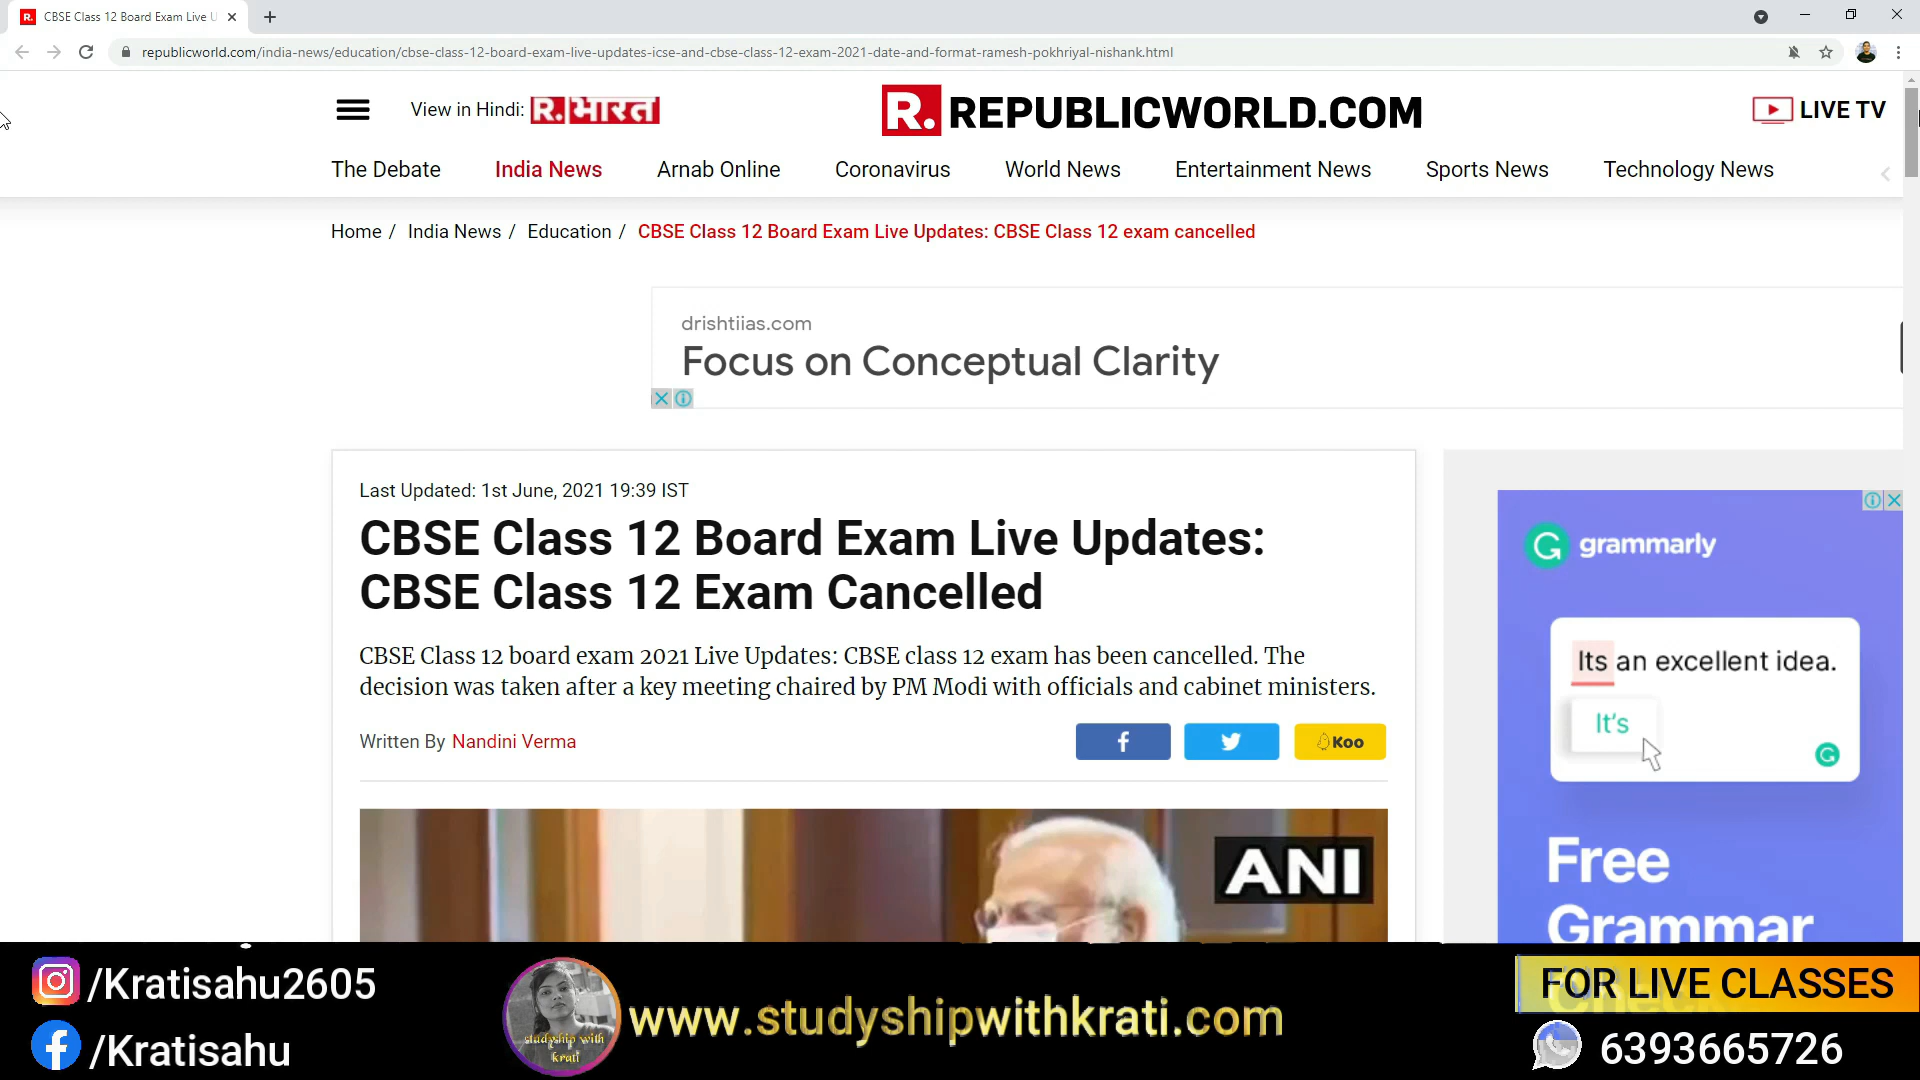 CBSE Class 12 Board Exam Live U
republicworld.com/india-news/education/cbse-class-12-board-exam-live-updates-icse-and-cbse-class-12-exam-2021-date-and-format-ramesh-pokhriyal-nishank.html
View in Hindi: R. भारत
R. REPUBLICWORLD.COM
LIVE TV
The Debate India News Arnab Online Coronavirus World News Entertainment News Sports News Technology News
Home / India News / Education / CBSE Class 12 Board Exam Live Updates: CBSE Class 12 exam cancelled
drishtiias.com
Focus on Conceptual Clarity
Last Updated: 1st June, 2021 19:39 IST
CBSE Class 12 Board Exam Live Updates:
CBSE Class 12 Exam Cancelled
CBSE Class 12 board exam 2021 Live Updates: CBSE class 12 exam has been cancelled. The
decision was taken after a key meeting chaired by PM Modi with officials and cabinet ministers.
Written By Nandini Verma
Koo
ANI
grammarly
Its an excellent idea.
It's
Free
Grammar
/Kratisahu2605
/Kratisahu
studyship with
krati
www.studyshipwithkrati.com
FOR LIVE CLASSES
6393665726